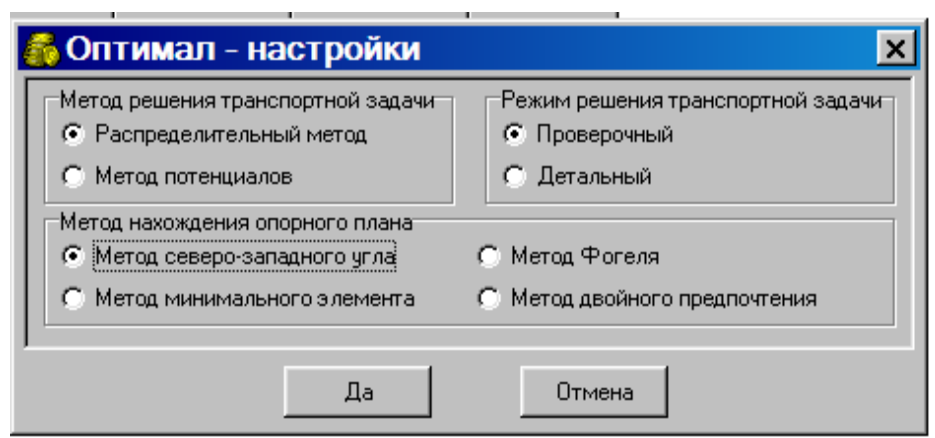 Оптимал - настройки
Метод решения транспортной задачи
Режим решения транспортной задачи
Распределительный метод
Проверочный
Метод потенциалов
Детальный
Метод нахождения опорного плана
Метод северо-западного угла
Метод Фогеля
Метод минимального элемента
Метод двойного предпочтения
Да
Отмена